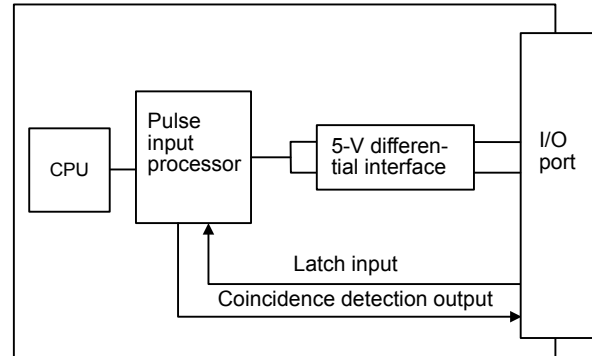 Pulse
input
processor
CPU
5-V differen-
tial interface
I/O
port
Latch input
Coincidence detection output